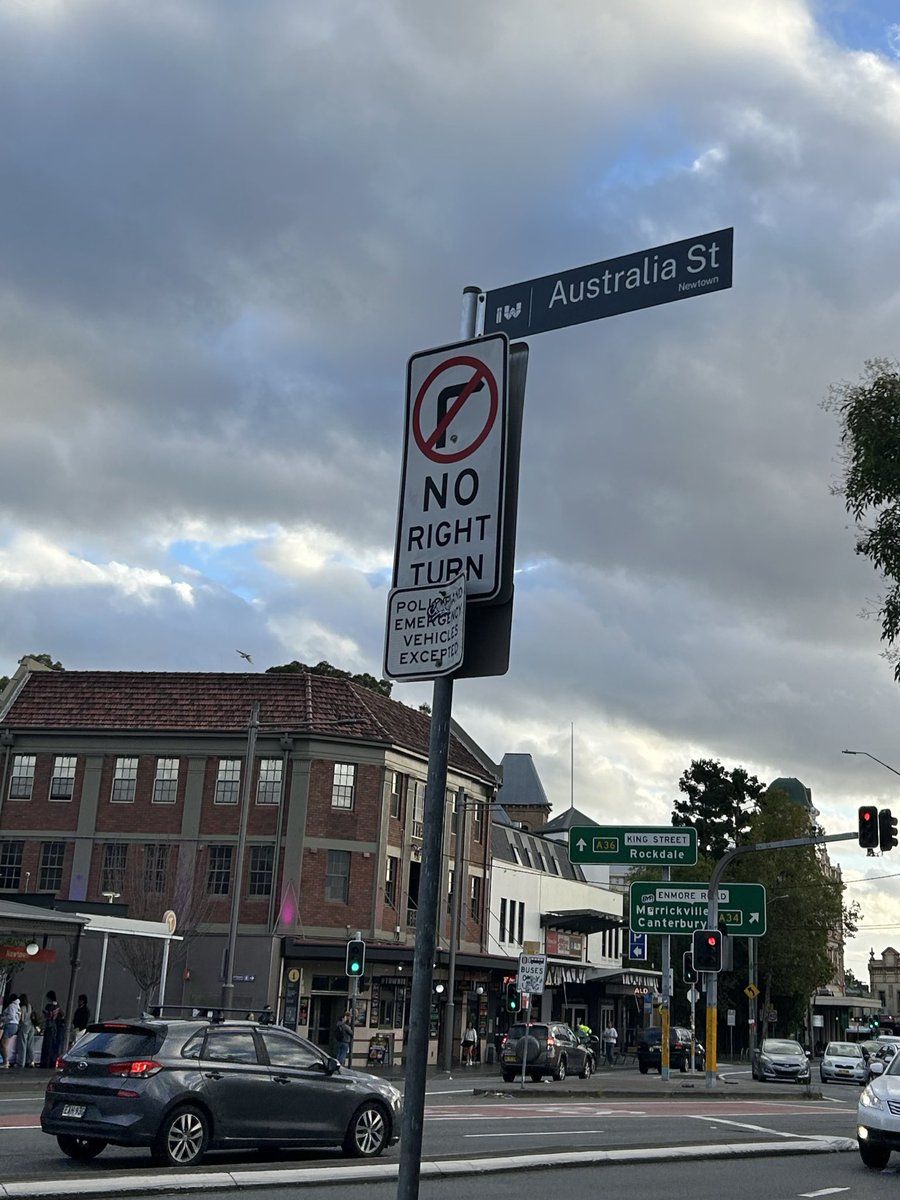 IW Australia St
Newtown
NO
RIGHT
TURN
POLICE AND
EMERGENCY
VEHICLES
EXCEPTED
A36 KING STREET
Rockdale
ENMORE ROAD
Marrickville
Canterbury A34
BUSES
ONLY
P
ALD